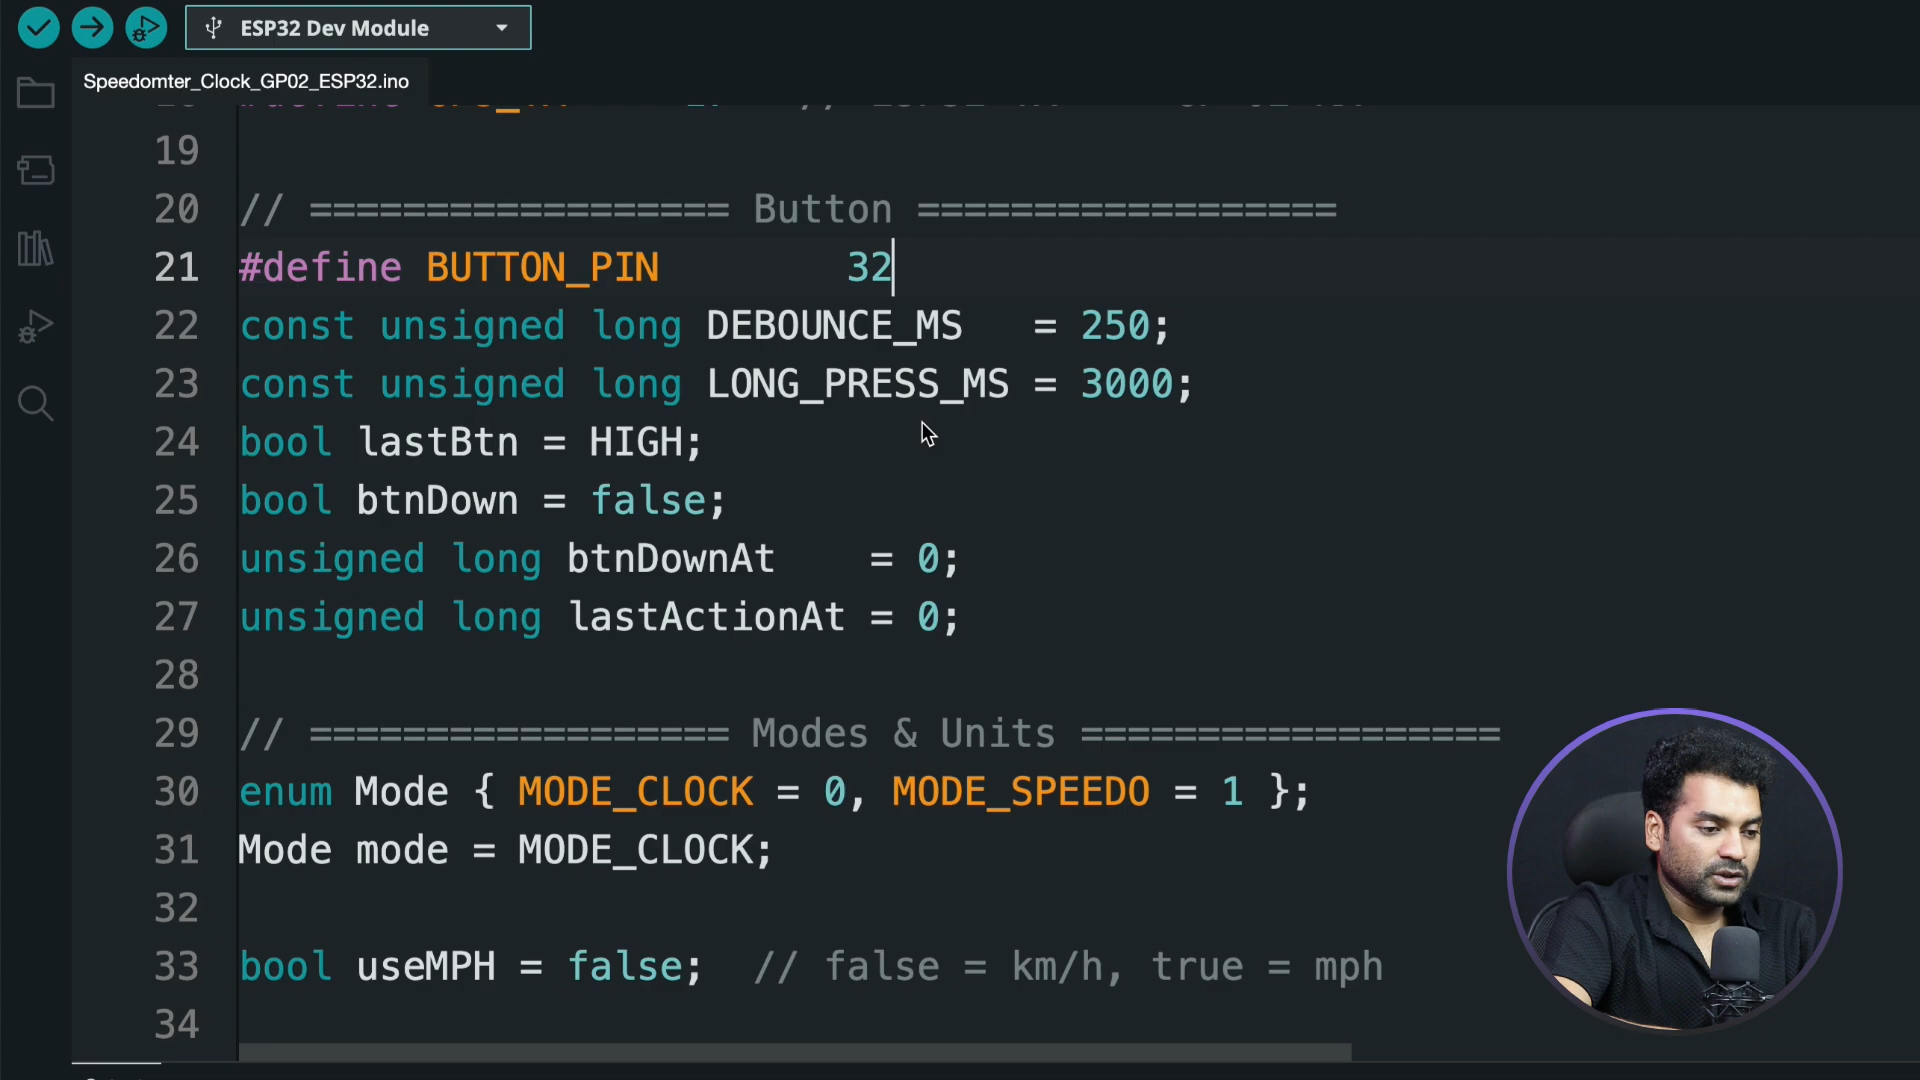 ESP32 Dev Module
Speedomter_Clock_GP02_ESP32.ino
19
20 // ================== Button ==================
21 #define BUTTON_PIN        32
22 const unsigned long DEBOUNCE_MS   = 250;
23 const unsigned long LONG_PRESS_MS = 3000;
24 bool lastBtn = HIGH;
25 bool btnDown = false;
26 unsigned long btnDownAt    = 0;
27 unsigned long lastActionAt = 0;
28
29 // ================== Modes & Units ==================
30 enum Mode { MODE_CLOCK = 0, MODE_SPEEDO = 1 };
31 Mode mode = MODE_CLOCK;
32
33 bool useMPH = false;  // false = km/h, true = mph
34